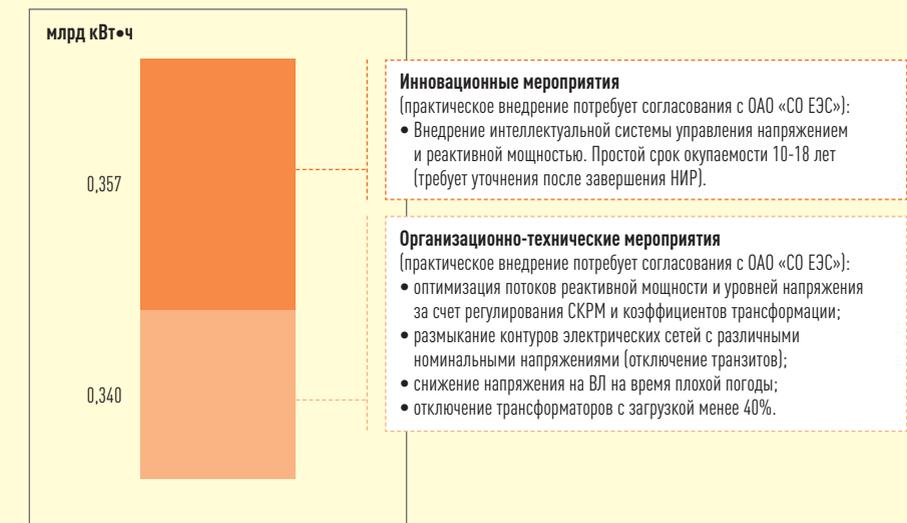 млрд кВт•ч
0,357
Инновационные мероприятия
(практическое внедрение потребует согласования с ОАО «СО ЕЭС»):
• Внедрение интеллектуальной системы управления напряжением
и реактивной мощностью. Простой срок окупаемости 10-18 лет
(требует уточнения после завершения НИР).
0,340
Организационно-технические мероприятия
(практическое внедрение потребует согласования с ОАО «СО ЕЭС»):
• оптимизация потоков реактивной мощности и уровней напряжения
за счет регулирования СКРМ и коэффициентов трансформации;
• размыкание контуров электрических сетей с различными
номинальными напряжениями (отключение транзитов);
• снижение напряжения на ВЛ на время плохой погоды;
• отключение трансформаторов с загрузкой менее 40%.